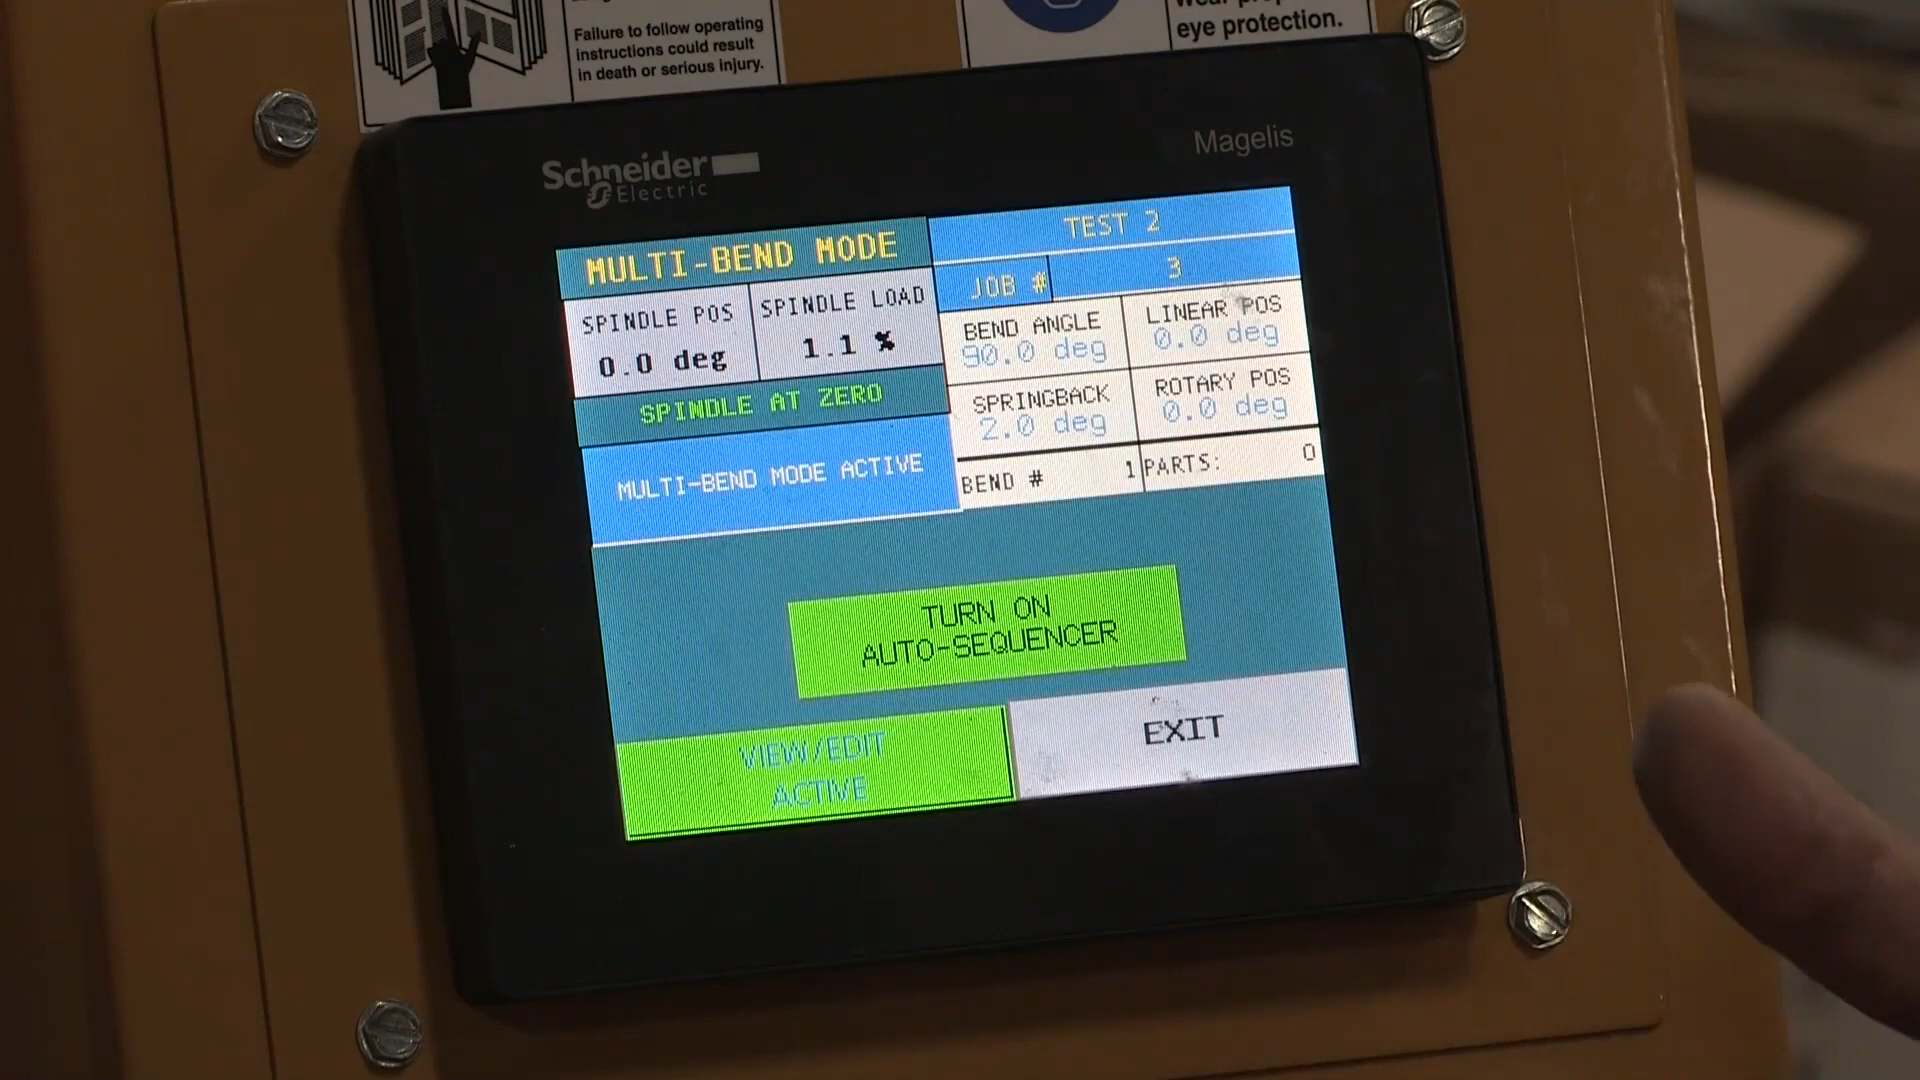 Failure to follow operating
instructions could result
in death or serious injury.
eye protection.
Schneider
Electric
Magelis
MULTI-BEND MODE
SPINDLE POS
0.0 deg
SPINDLE LOAD
1.1 %
SPINDLE AT ZERO
MULTI-BEND MODE ACTIVE
TEST 2
JOB #
3
BEND ANGLE
90.0 deg
LINEAR POS
0.0 deg
SPRINGBACK
2.0 deg
ROTARY POS
0.0 deg
BEND #
1
PARTS:
0
TURN ON
AUTO-SEQUENCER
VIEW/EDIT
ACTIVE
EXIT